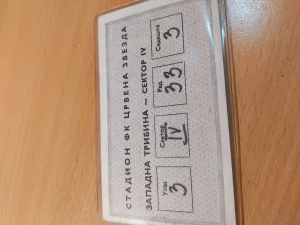 СТАДИОН ФК ЦРВЕНА ЗВЕЗДА
ЗАПАДНА ТРИБИНА – СЕКТОР IV
Улаз Сектор Ред Седиште
3 IV 33 3